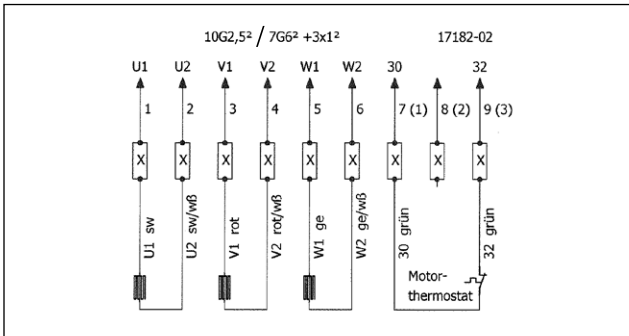 10G2,5² / 7G6² +3x1² 17182-02
U1 U2 V1 V2 W1 W2 30 32
1 2 3 4 5 6 7 (1) 8 (2) 9 (3)
X X X X X X X X X
U1 sw
U2 sw/wß
V1 rot
V2 rot/wß
W1 ge
W2 ge/wß
30 grün
32 grün
Motor-
thermostat